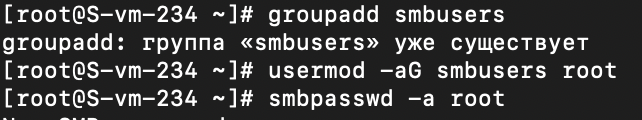 [root@S-vm-234 ~]# groupadd smbusers
groupadd: группа «smbusers» уже существует
[root@S-vm-234 ~]# usermod -aG smbusers root
[root@S-vm-234 ~]# smbpasswd -a root